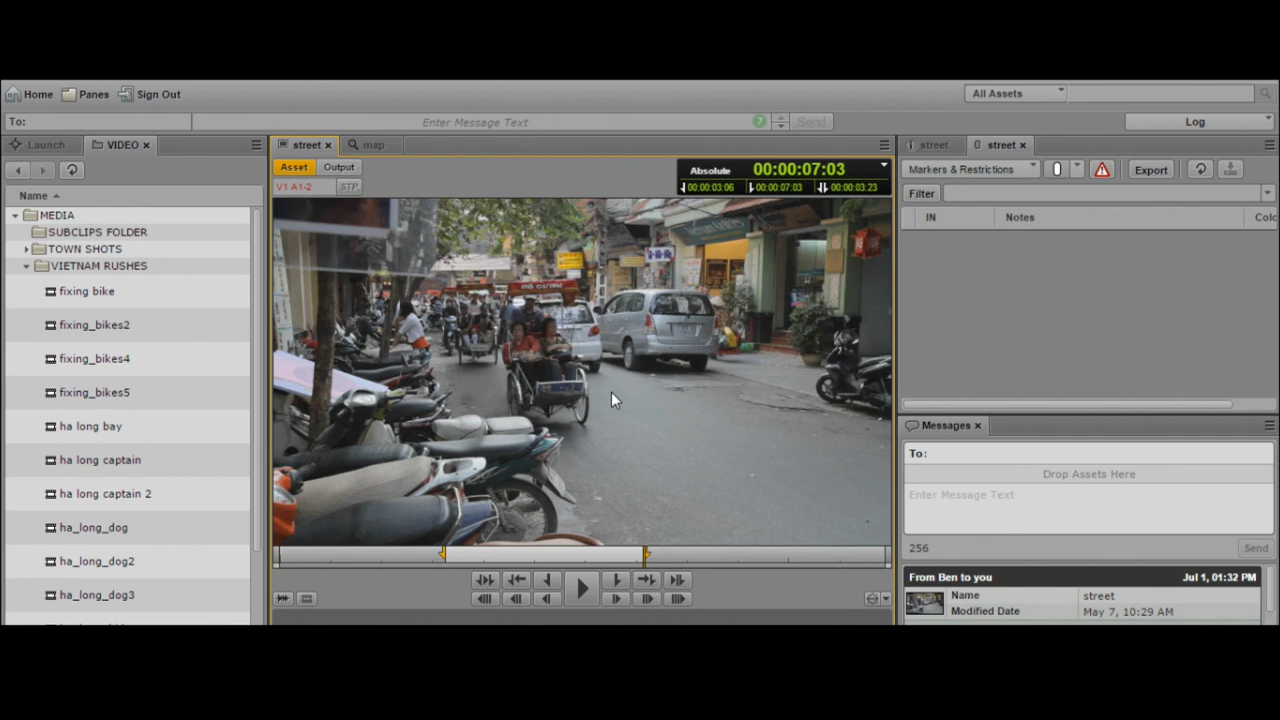 Home Panes Sign Out All Assets
To: Enter Message Text 7 Send Log
Launch VIDEO street map street street
Asset Output Absolute 00:00:07:03 Markers & Restrictions Export
V1 A1-2 STP 00:00:03:06 00:00:07:03 00:00:03:23
Name Filter
IN Notes Colo
MEDIA
SUBCLIPS FOLDER
TOWN SHOTS
VIETNAM RUSHES
fixing bike
fixing_bikes2
fixing_bikes4
fixing_bikes5
ha long bay
ha long captain
ha long captain 2
ha_long_dog
ha_long_dog2
ha_long_dog3
Messages
To:
Drop Assets Here
Enter Message Text
256 Send
From Ben to you Jul 1, 01:32 PM
Name street
Modified Date May 7, 10:29 AM